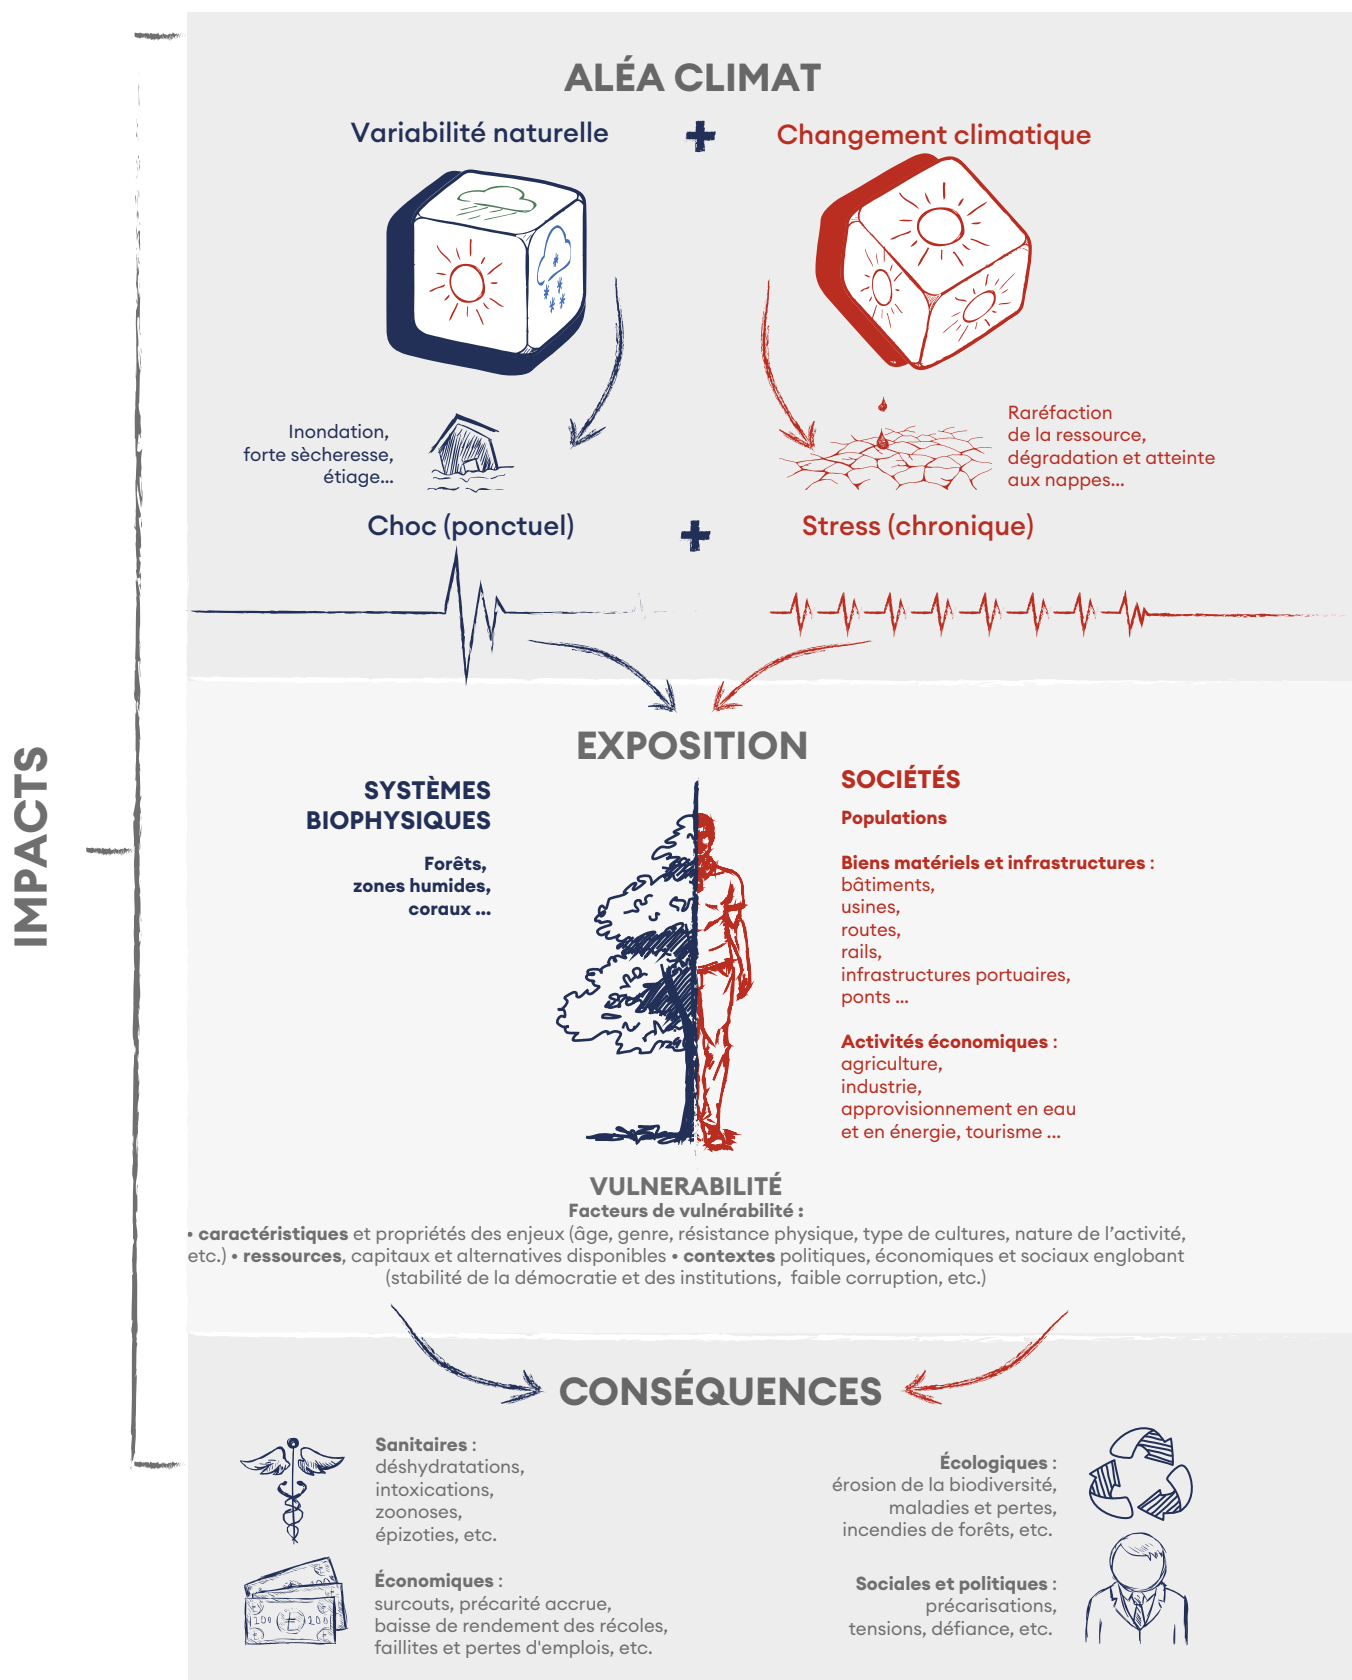 ALÉA CLIMAT
Variabilité naturelle
Changement climatique
Inondation,
forte sècheresse,
étiage...
Raréfaction
de la ressource,
dégradation et atteinte
aux nappes...
Choc (ponctuel)
Stress (chronique)
IMPACTS
EXPOSITION
SYSTÈMES
BIOPHYSIQUES
Forêts,
zones humides,
coraux ...
SOCIÉTÉS
Populations
Biens matériels et infrastructures :
bâtiments,
usines,
routes,
rails,
infrastructures portuaires,
ponts ...
Activités économiques :
agriculture,
industrie,
approvisionnement en eau
et en énergie, tourisme ...
VULNERABILITÉ
Facteurs de vulnérabilité :
• caractéristiques et propriétés des enjeux (âge, genre, résistance physique, type de cultures, nature de l’activité,
etc.) • ressources, capitaux et alternatives disponibles • contextes politiques, économiques et sociaux englobant
(stabilité de la démocratie et des institutions, faible corruption, etc.)
CONSÉQUENCES
Sanitaires :
déshydratations,
intoxications,
zoonoses,
épizoties, etc.
Économiques :
surcouts, précarité accrue,
baisse de rendement des récoles,
faillites et pertes d'emplois, etc.
Écologiques :
érosion de la biodiversité,
maladies et pertes,
incendies de forêts, etc.
Sociales et politiques :
précarisations,
tensions, défiance, etc.
100
100